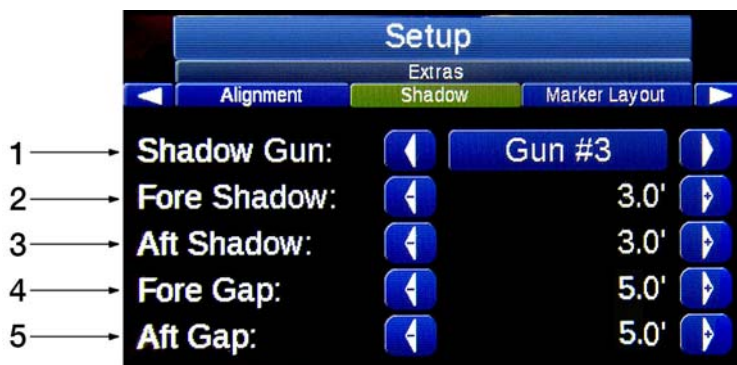 Setup
Extras
Alignment Shadow Marker Layout
1 Shadow Gun: Gun #3
2 Fore Shadow: - 3.0' +
3 Aft Shadow: - 3.0' +
4 Fore Gap: - 5.0' +
5 Aft Gap: - 5.0' +